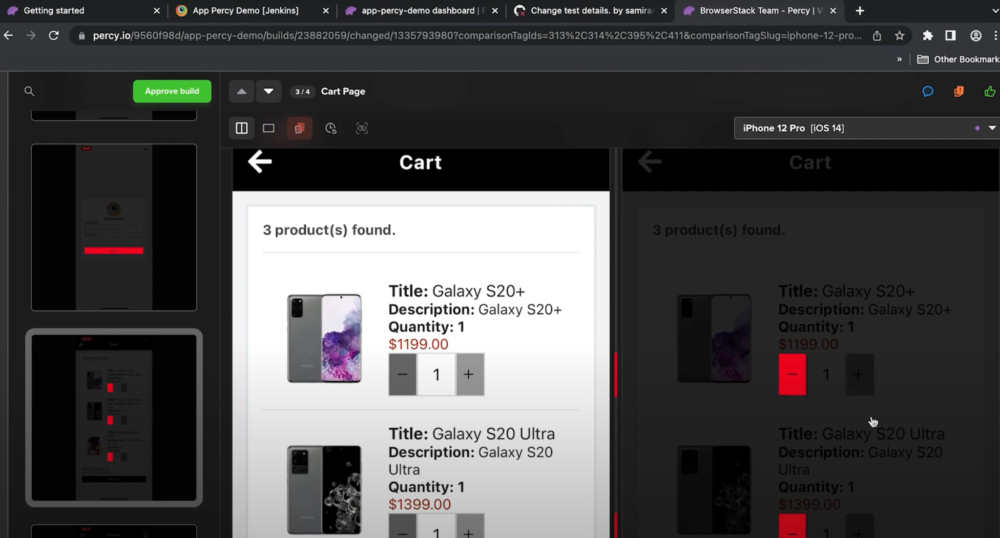 Getting started
App Percy Demo [Jenkins]
app-percy-demo dashboard |
Change test details. by samirar
BrowserStack Team - Percy | V
percy.io/9560f98d/app-percy-demo/builds/23882059/changed/1335793980?comparisonTagIds=313%2C314%2C395%2C411&comparisonTagSlug=iphone-12-pro...
» Other Bookmark
Approve build
3 / 4 Cart Page
iPhone 12 Pro [iOS 14]
Cart
3 product(s) found.
Title: Galaxy S20+
Description: Galaxy S20+
Quantity: 1
$1199.00
− 1 +
Title: Galaxy S20 Ultra
Description: Galaxy S20
Ultra
Quantity: 1
$1399.00
− 1 +
Cart
3 product(s) found.
Title: Galaxy S20+
Description: Galaxy S20+
Quantity: 1
$1199.00
− 1 +
Title: Galaxy S20 Ultra
Description: Galaxy S20
Ultra
Quantity: 1
$1399.00
− 1 +
Cart
Orders